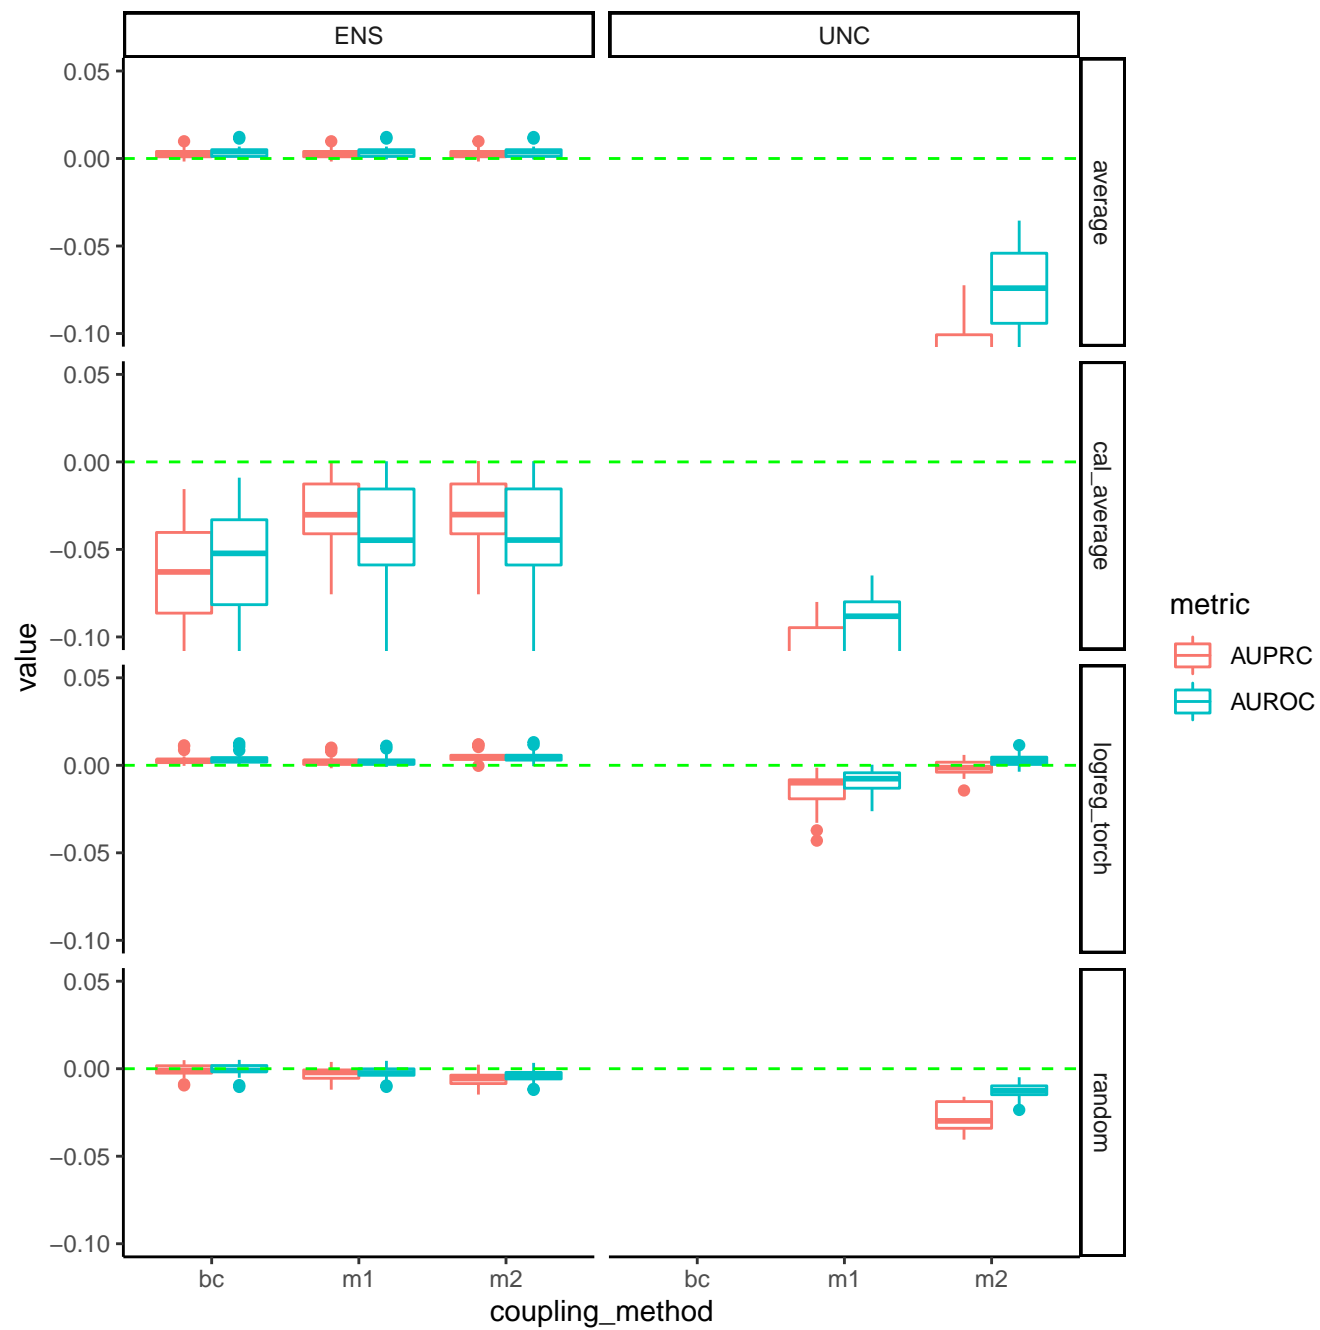 ENS
UNC
0.05
0.00
−0.05
−0.10
average
0.05
0.00
−0.05
−0.10
cal_average
0.05
0.00
−0.05
−0.10
logreg_torch
0.05
0.00
−0.05
−0.10
random
value
bc
m1
m2
bc
m1
m2
coupling_method
metric
AUPRC
AUROC